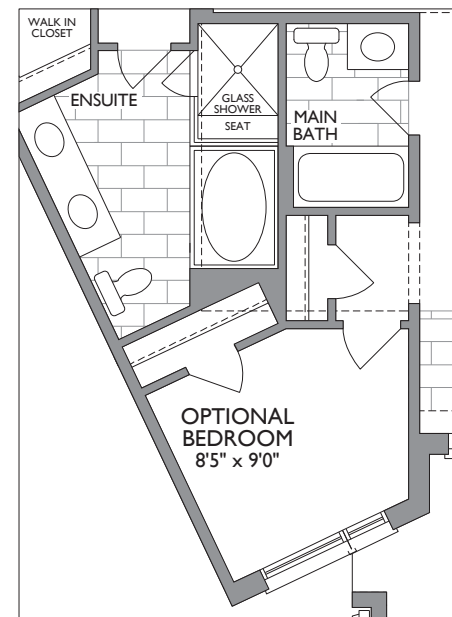 WALK IN
CLOSET
ENSUITE
GLASS
SHOWER
SEAT
MAIN
BATH
OPTIONAL
BEDROOM
8'5" x 9'0"